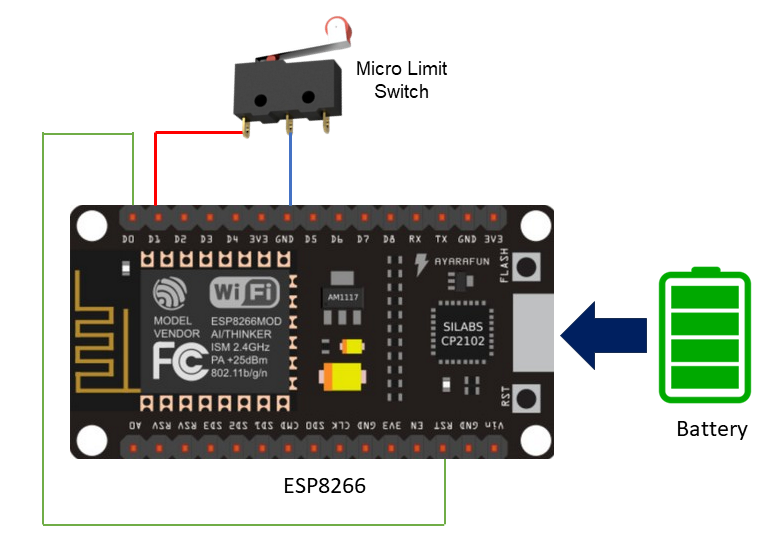 Micro Limit
Switch
D0 D1 D2 D3 D4 3V3 GND D5 D6 D7 D8 RX TX GND 3V3
FLASH
AYARAFUN
WiFi
AM1117
MODEL
VENDOR
ESP8266MOD
AI/THINKER
ISM 2.4GHz
PA +25dBm
802.11b/g/n
FC
SILABS
CP2102
RST
A0 RSV RSV SD3 SD2 SD1 CMD SD0 CLK GND 3V3 EN RST GND Vin
Battery
ESP8266